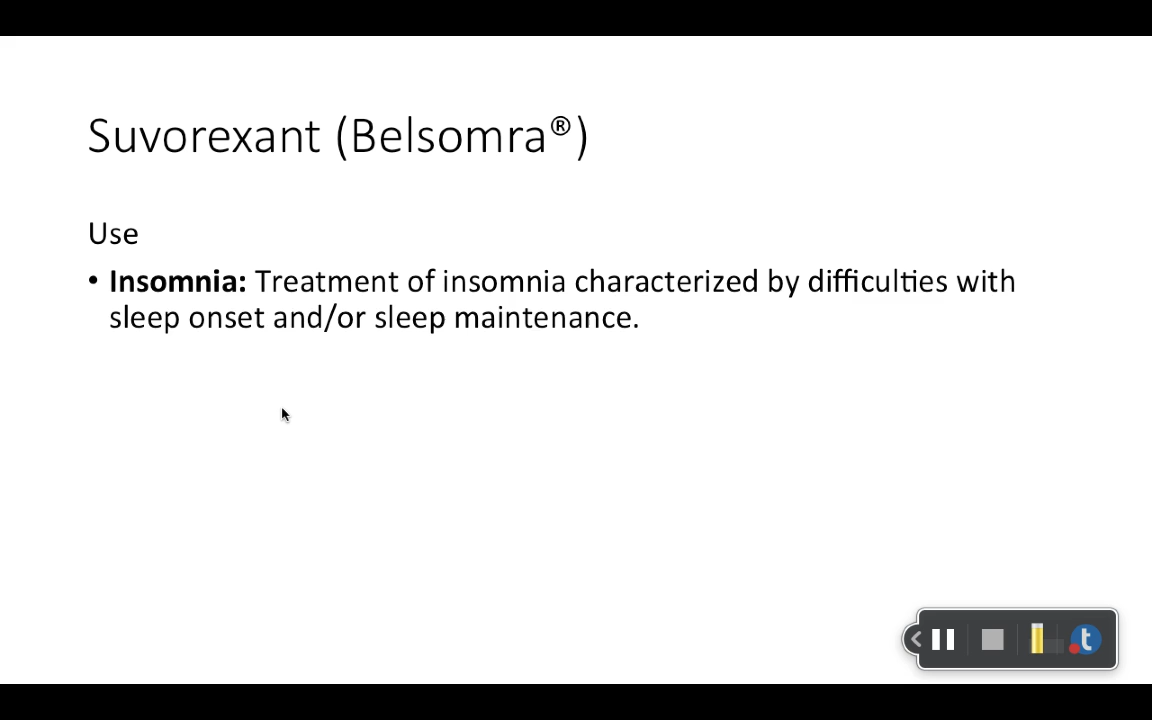 Suvorexant (Belsomra®)
Use
• Insomnia: Treatment of insomnia characterized by difficulties with
sleep onset and/or sleep maintenance.
t